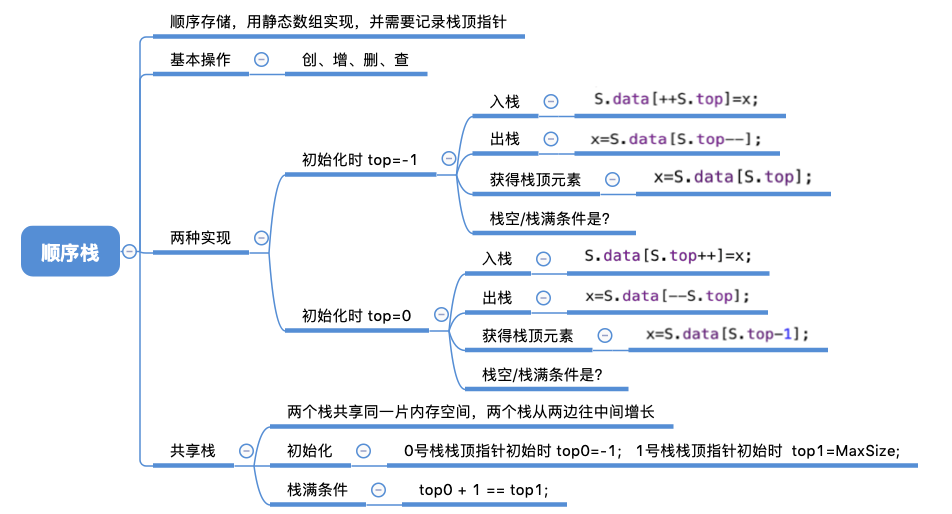 顺序栈
顺序存储，用静态数组实现，并需要记录栈顶指针
基本操作
创、增、删、查
两种实现
初始化时 top=-1
入栈
S.data[++S.top]=x;
出栈
x=S.data[S.top--];
获得栈顶元素
x=S.data[S.top];
栈空/栈满条件是?
初始化时 top=0
入栈
S.data[S.top++]=x;
出栈
x=S.data[--S.top];
获得栈顶元素
x=S.data[S.top-1];
栈空/栈满条件是?
共享栈
两个栈共享同一片内存空间，两个栈从两边往中间增长
初始化
0号栈栈顶指针初始时 top0=-1； 1号栈栈顶指针初始时 top1=MaxSize;
栈满条件
top0 + 1 == top1;